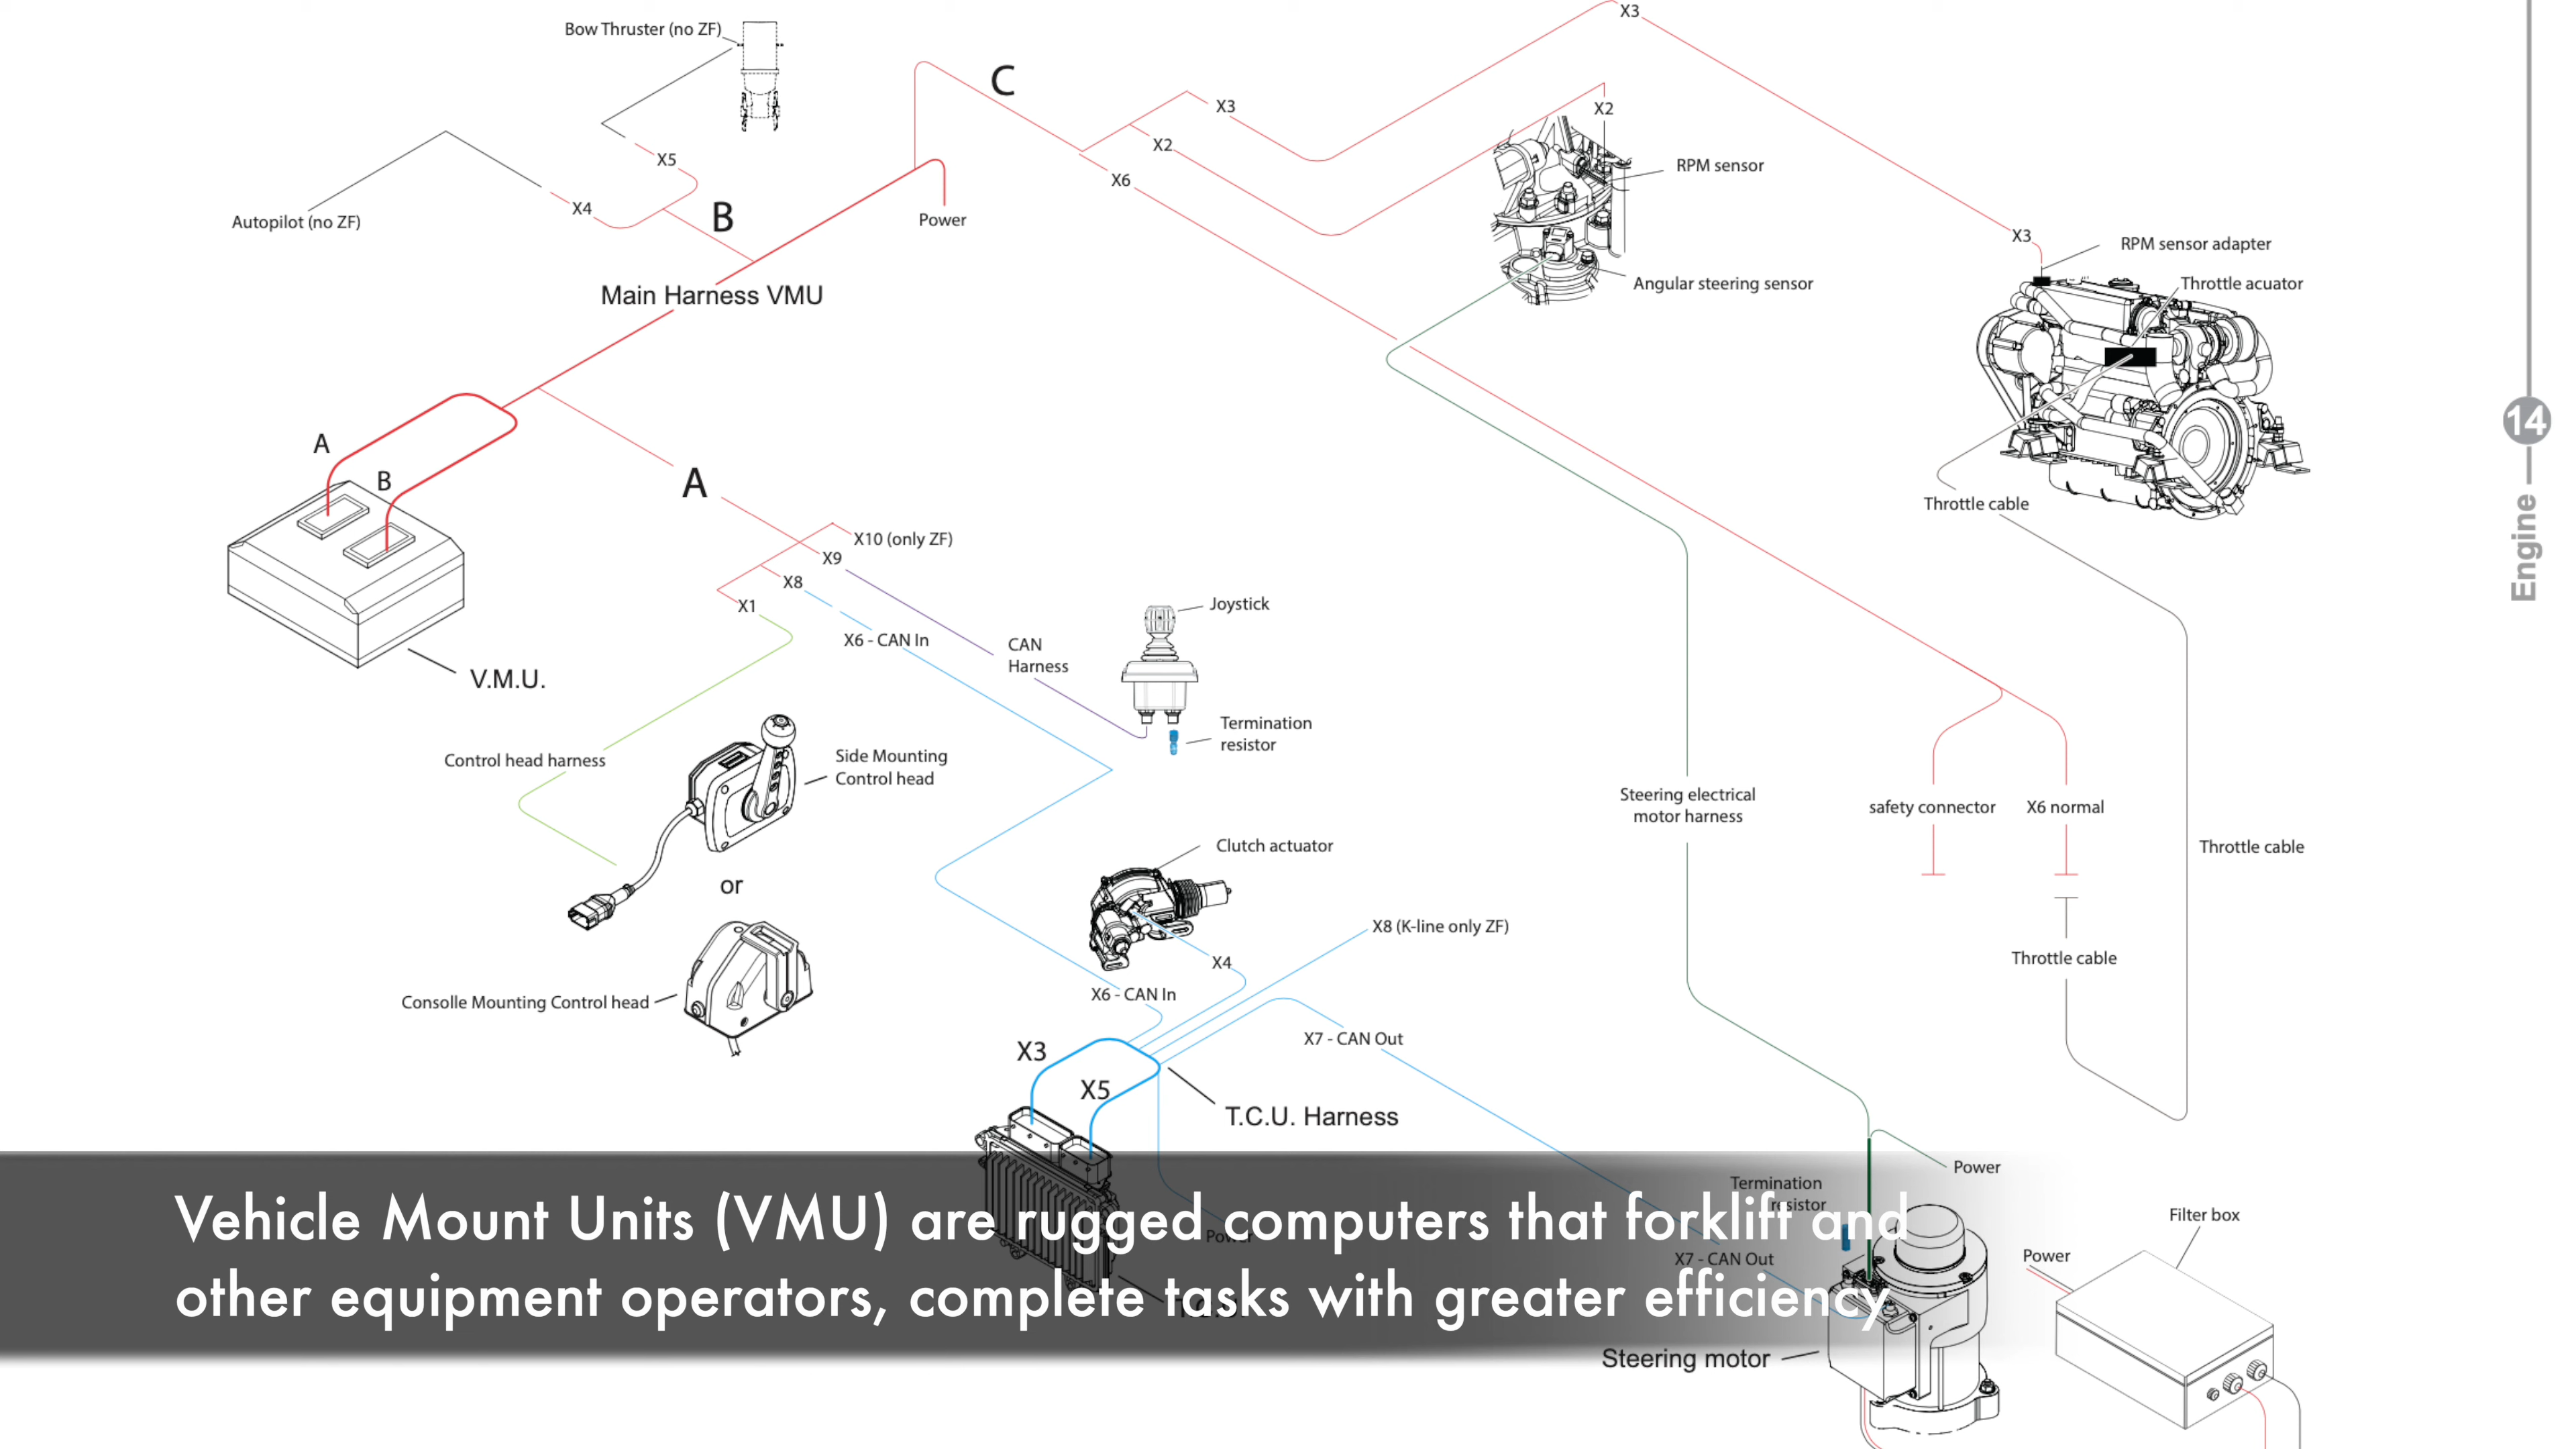 X3
Bow Thruster (no ZF)
C
X3
X2
X2
X5
RPM sensor
X6
X4
B
Autopilot (no ZF)
Power
X3
RPM sensor adapter
Angular steering sensor
Throttle acuator
Main Harness VMU
14
A
B
A
Throttle cable
Engine
X10 (only ZF)
X9
X8
X1
Joystick
X6 - CAN In
CAN
Harness
V.M.U.
Termination
resistor
Control head harness
Side Mounting
Control head
Steering electrical
motor harness
safety connector
X6 normal
Clutch actuator
Throttle cable
or
X8 (K-line only ZF)
X4
Throttle cable
X6 - CAN In
Consolle Mounting Control head
X7 - CAN Out
X3
X5
T.C.U. Harness
Power
Termination
resistor
Filter box
Vehicle Mount Units (VMU) are rugged computers that forklift and
other equipment operators, complete tasks with greater efficiency
Power
X7 - CAN Out
Power
T.C.U.
Steering motor